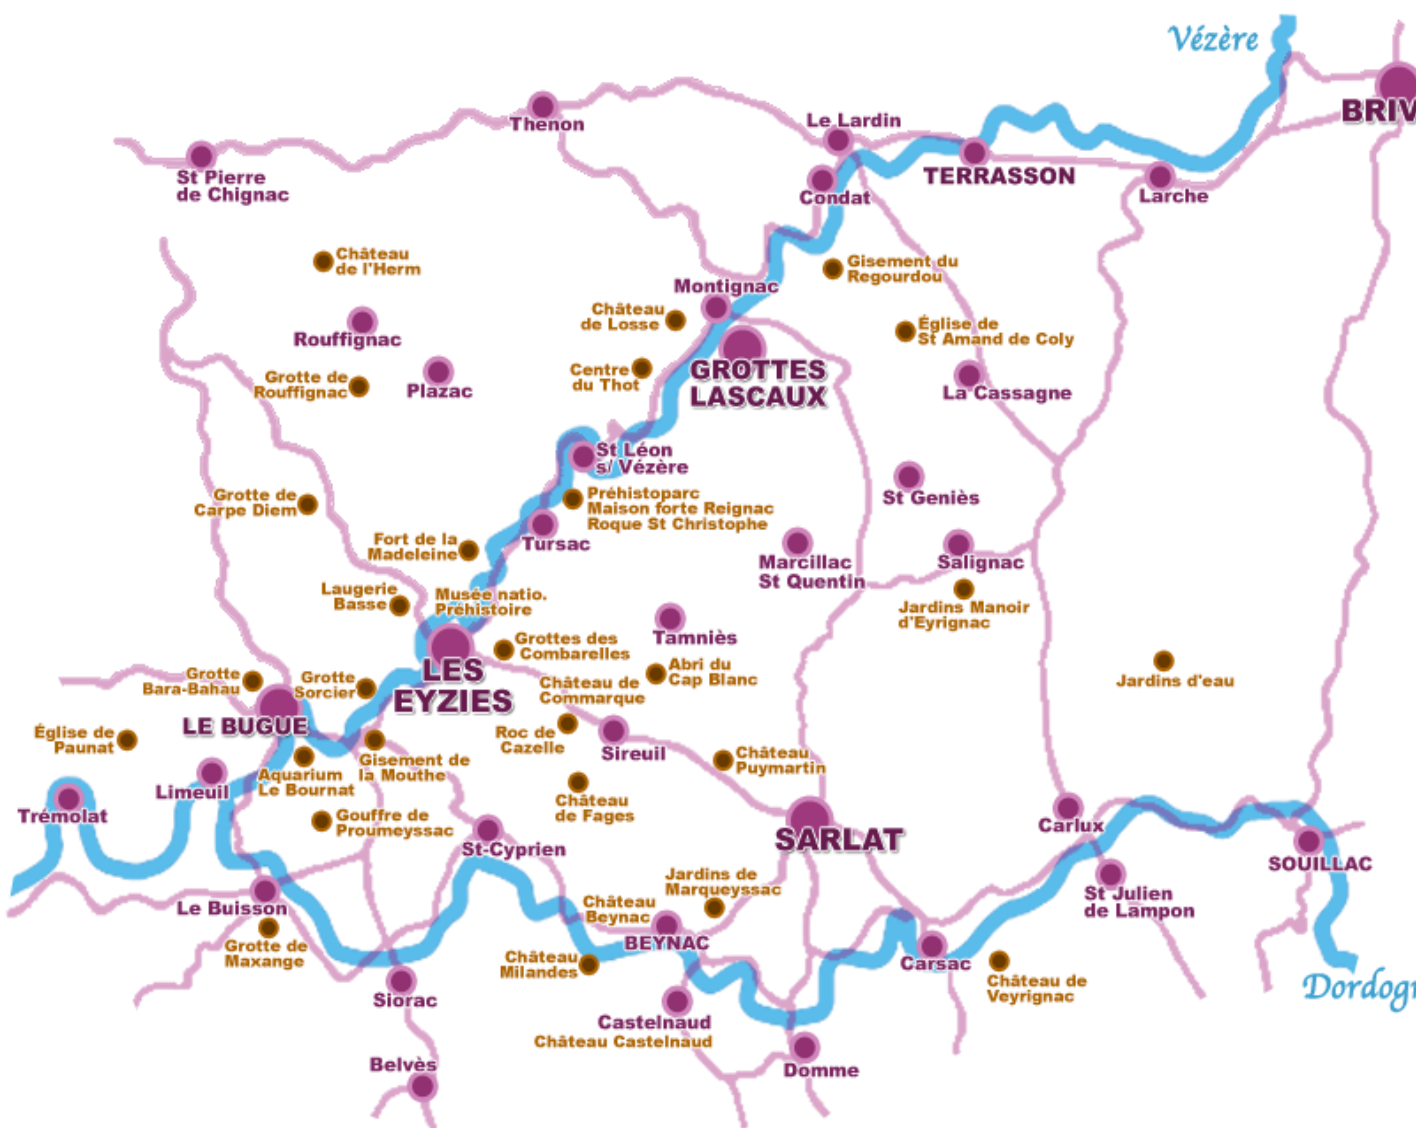 Vézère
BRIV
Thenon
Le Lardin
St Pierre
de Chignac
TERRASSON
Condat
Larche
Château
de l'Herm
Gisement du
Regourdou
Montignac
Château
de Losse
Rouffignac
Église de
St Amand de Coly
GROTTES
LASCAUX
Centre
du Thot
Grotte de
Rouffignac
Plazac
La Cassagne
St Léon
s/ Vézère
Grotte de
Carpe Diem
Préhistoparc
Maison forte Reignac
Roque St Christophe
St Geniès
Fort de la
Madeleine
Tursac
Marcillac
St Quentin
Salignac
Laugerie
Basse
Musée natio.
Préhistoire
Jardins Manoir
d'Eyrignac
Tamniès
Grottes des
Combarelles
Grotte
Bara-Bahau
Grotte
Sorcier
LES
EYZIES
Abri du
Cap Blanc
Jardins d'eau
Château de
Commarque
LE BUGUE
Église de
Paunat
Roc de
Cazelle
Sireuil
Château
Puymartin
Gisement de
la Mouthe
Aquarium
Le Bournat
Limeuil
Trémolat
Château
de Fages
Gouffre de
Proumeyssac
St-Cyprien
SARLAT
Carlux
SOUILLAC
Jardins de
Marqueyssac
St Julien
de Lampon
Le Buisson
Château
Beynac
BEYNAC
Grotte de
Maxange
Château
Milandes
Carsac
Château de
Veyrignac
Dordogn
Siorac
Castelnaud
Château Castelnaud
Belvès
Domme